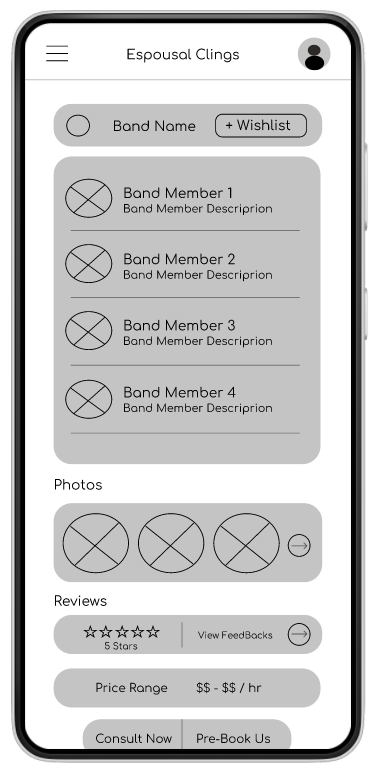 Espousal Clings
Band Name
+ Wishlist
Band Member 1
Band Member Descriprion
Band Member 2
Band Member Descriprion
Band Member 3
Band Member Descriprion
Band Member 4
Band Member Descriprion
Photos
Reviews
5 Stars
View FeedBacks
Price Range
$$ - $$ / hr
Consult Now
Pre-Book Us